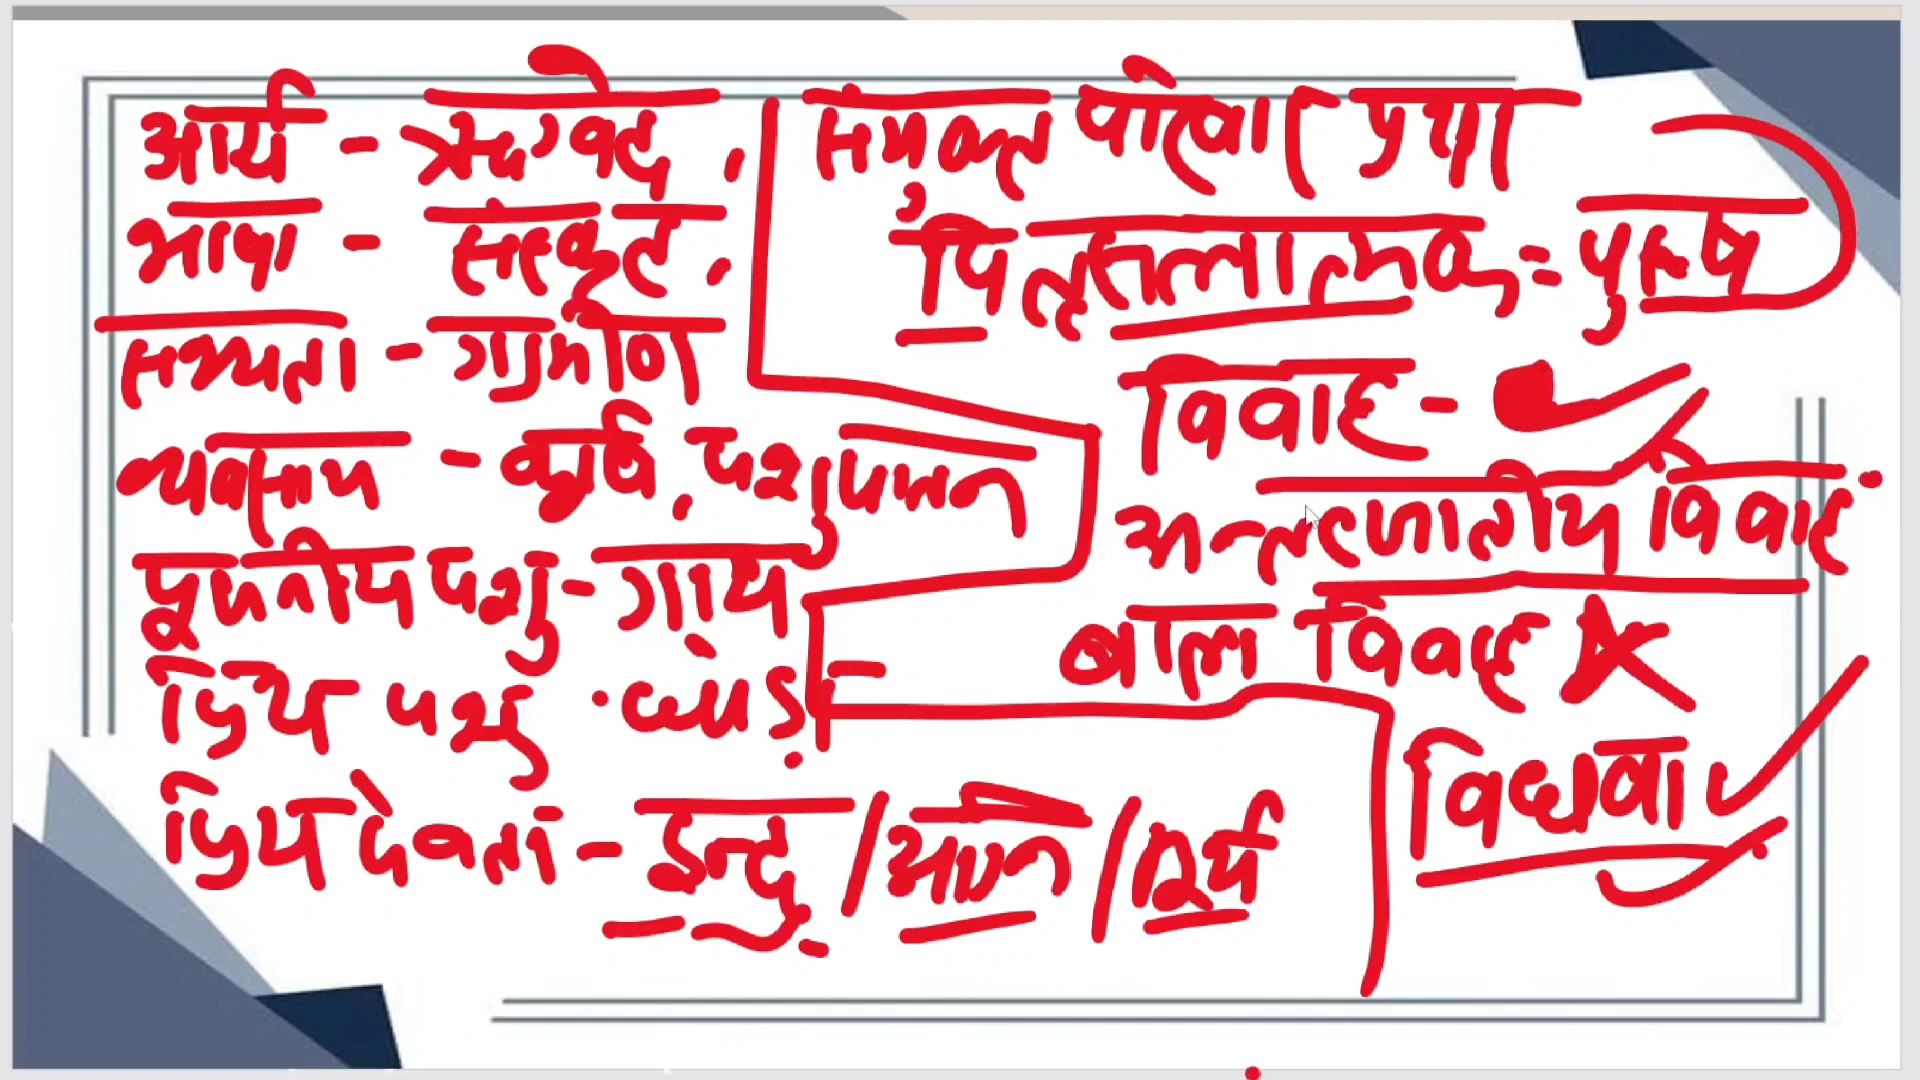 आर्य - ऋग्वेद,
भाषा - संस्कृत,
सभ्यता - ग्रामीण
व्यवसाय - कृषि, पशुपालन
पूजनीय पशु - गाय
प्रिय पशु - घोड़ा
प्रिय देवता - इन्द्र / अग्नि / सूर्य
संयुक्त परिवार प्रथा
पितृसत्तात्मक = पुरुष
विवाह -
अन्तरजातीय विवाह
बाल विवाह
विधवा